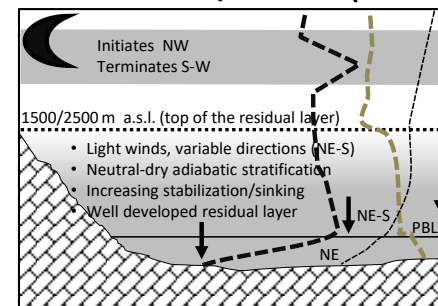 Initiates NW
Terminates S-W
1500/2500 m a.s.l. (top of the residual layer)
• Light winds, variable directions (NE-S)
• Neutral-dry adiabatic stratification
• Increasing stabilization/sinking
• Well developed residual layer
NE-S
PBL
NE